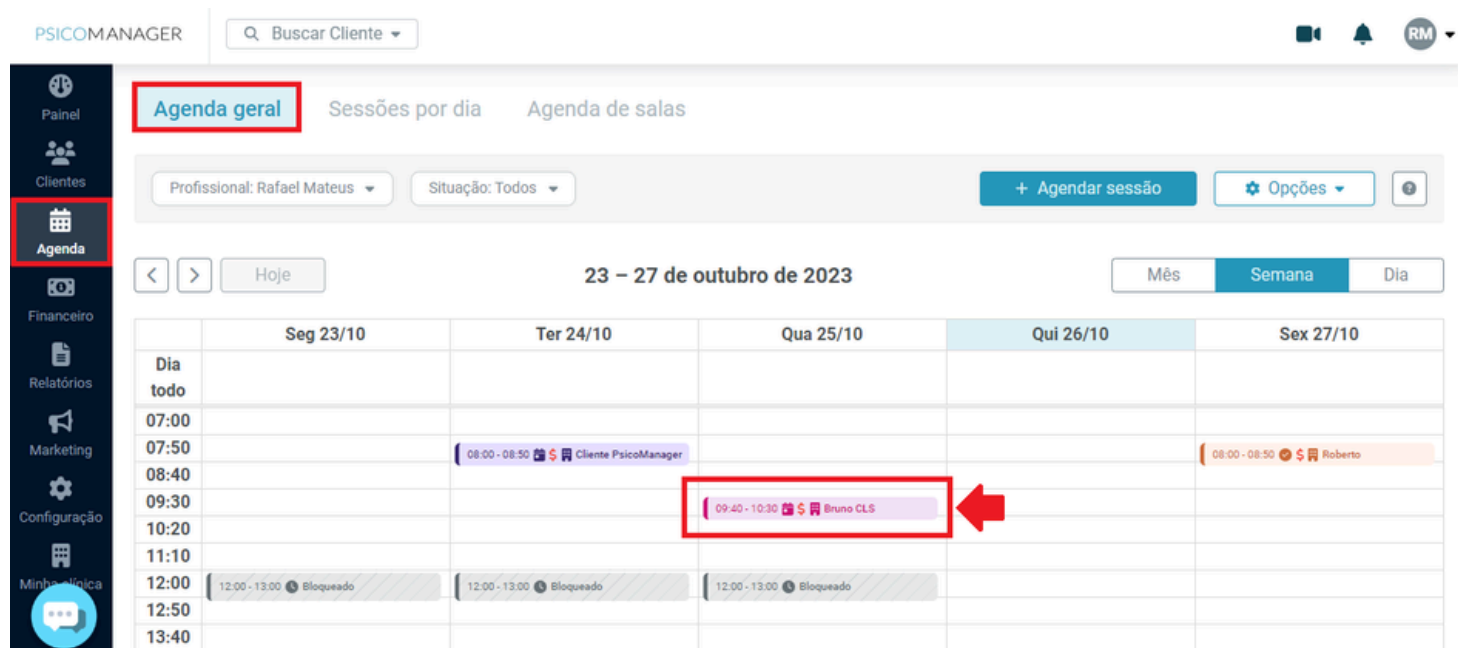 PSICOMANAGER
Buscar Cliente
RM
Painel
Clientes
Agenda
Financeiro
Relatórios
Marketing
Configuração
Minha clínica
Agenda geral Sessões por dia Agenda de salas
Profissional: Rafael Mateus Situação: Todos + Agendar sessão Opções ?
< > Hoje 23 – 27 de outubro de 2023 Mês Semana Dia
Seg 23/10 Ter 24/10 Qua 25/10 Qui 26/10 Sex 27/10
Dia
todo
07:00
07:50
08:00 - 08:50 $ Cliente PsicoManager
08:00 - 08:50 $ Roberto
08:40
09:30
09:40 - 10:30 $ Bruno CLS
10:20
11:10
12:00
12:00 - 13:00 Bloqueado 12:00 - 13:00 Bloqueado 12:00 - 13:00 Bloqueado
12:50
13:40